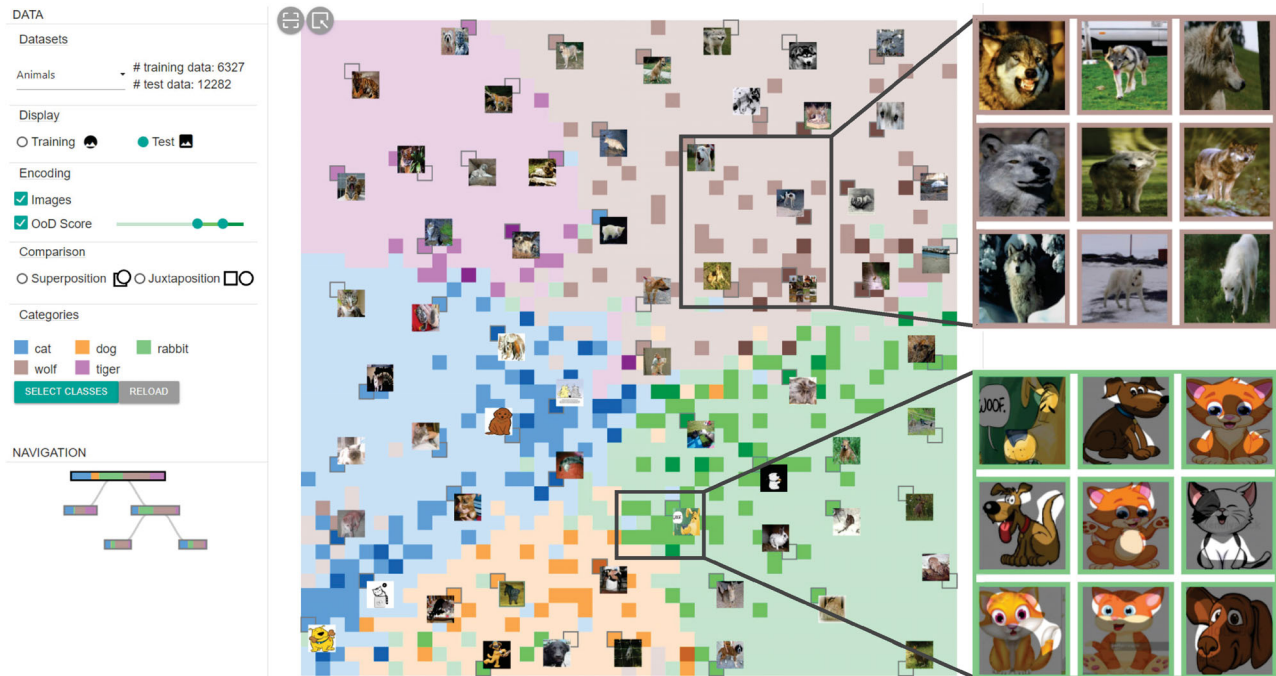 DATA
Datasets
Animals
# training data: 6327
# test data: 12282
Display
Training
Test
Encoding
Images
OoD Score
Comparison
Superposition
Juxtaposition
Categories
cat
dog
rabbit
wolf
tiger
SELECT CLASSES
RELOAD
NAVIGATION
WOOF.